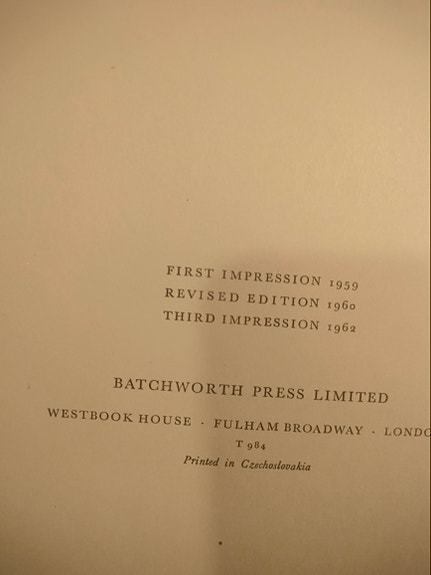 FIRST IMPRESSION 1959
REVISED EDITION 1960
THIRD IMPRESSION 1962
BATCHWORTH PRESS LIMITED
WESTBOOK HOUSE · FULHAM BROADWAY · LONDO
T 984
Printed in Czechoslovakia